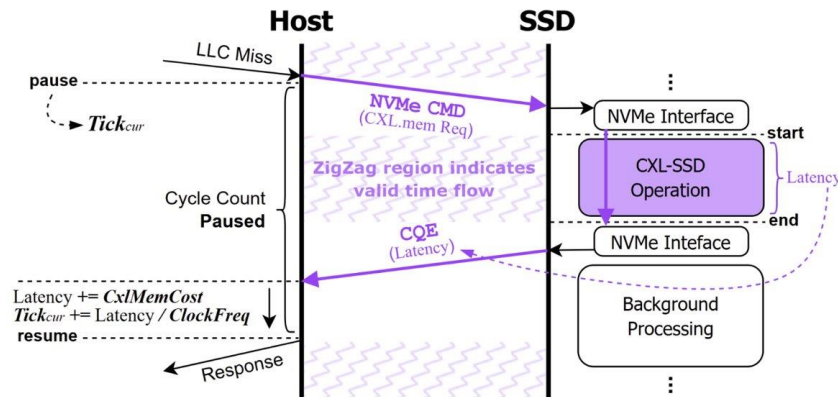 Host
SSD
LLC Miss
pause
Tickcur
NVMe CMD
(CXL.mem Req)
NVMe Interface
start
ZigZag region indicates
valid time flow
CXL-SSD
Operation
Latency
Cycle Count
Paused
end
CQE
(Latency)
NVMe Inteface
Latency += CxlMemCost
Tickcur += Latency / ClockFreq
resume
Background
Processing
Response